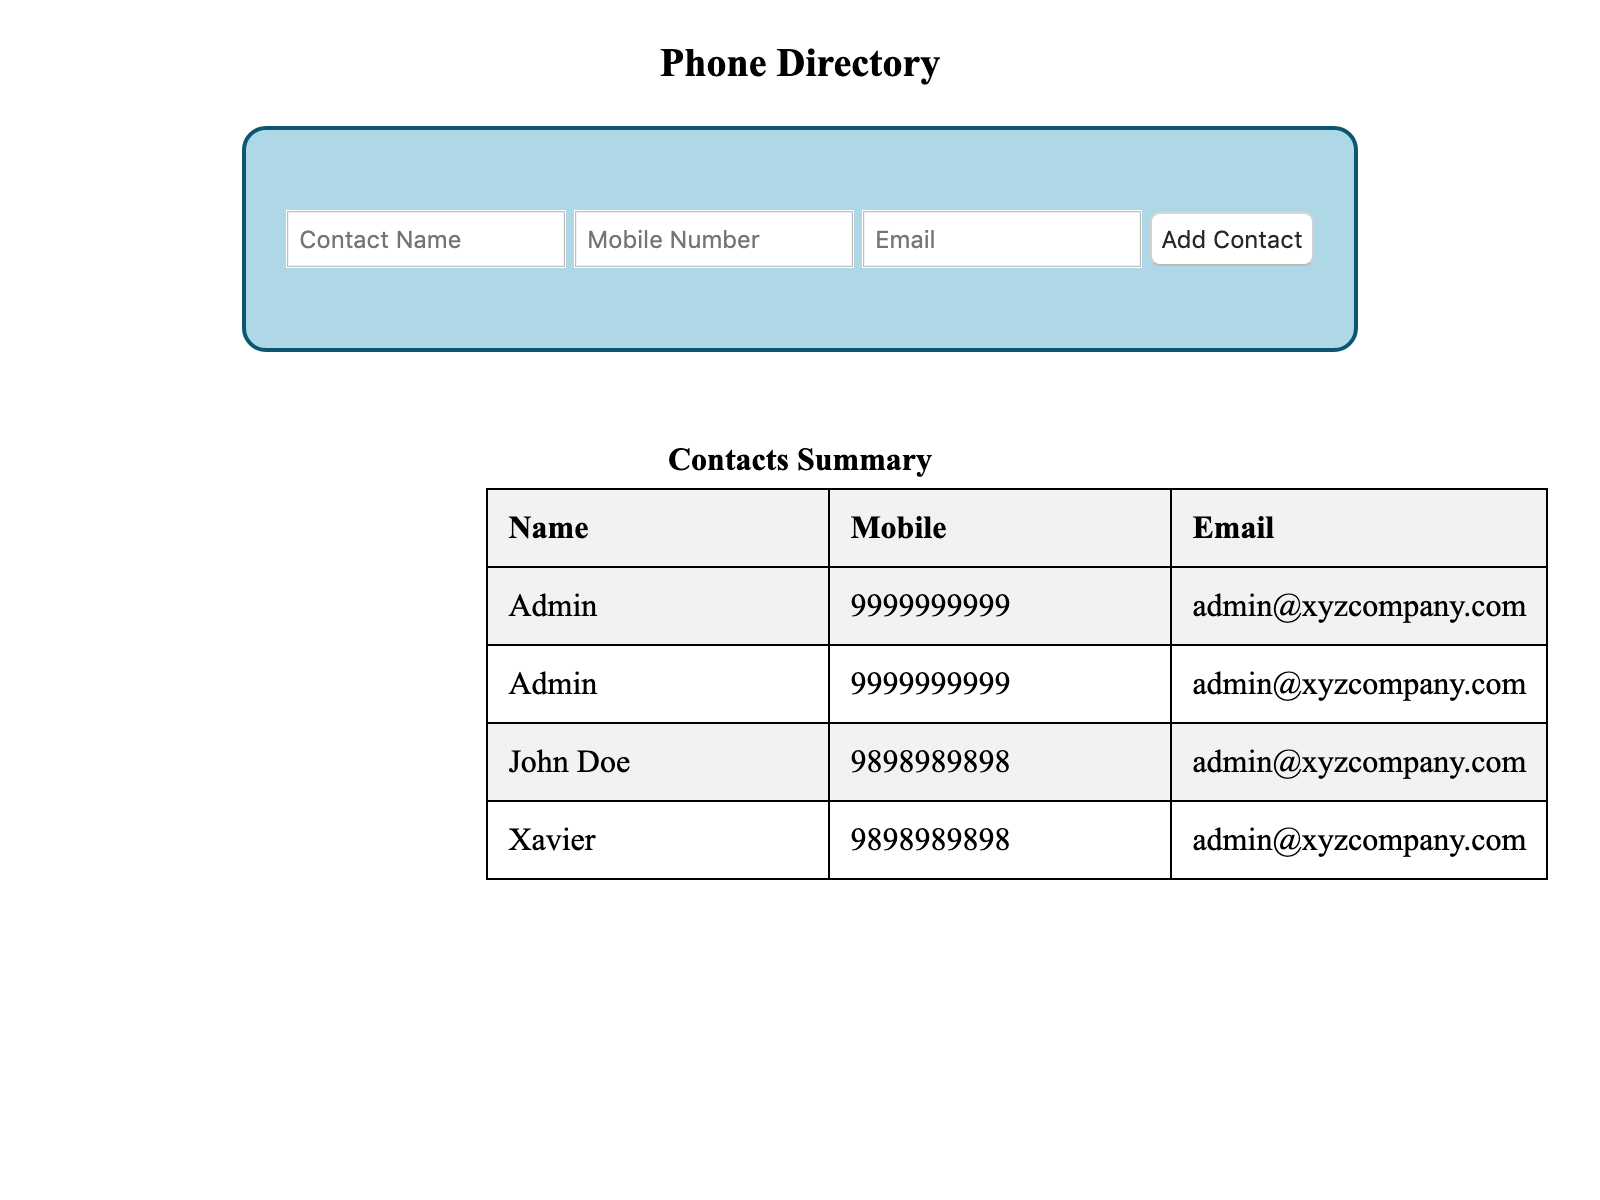 Phone Directory
Contact Name Mobile Number Email Add Contact
Contacts Summary
Name Mobile Email
Admin 9999999999 admin@xyzcompany.com
Admin 9999999999 admin@xyzcompany.com
John Doe 9898989898 admin@xyzcompany.com
Xavier 9898989898 admin@xyzcompany.com